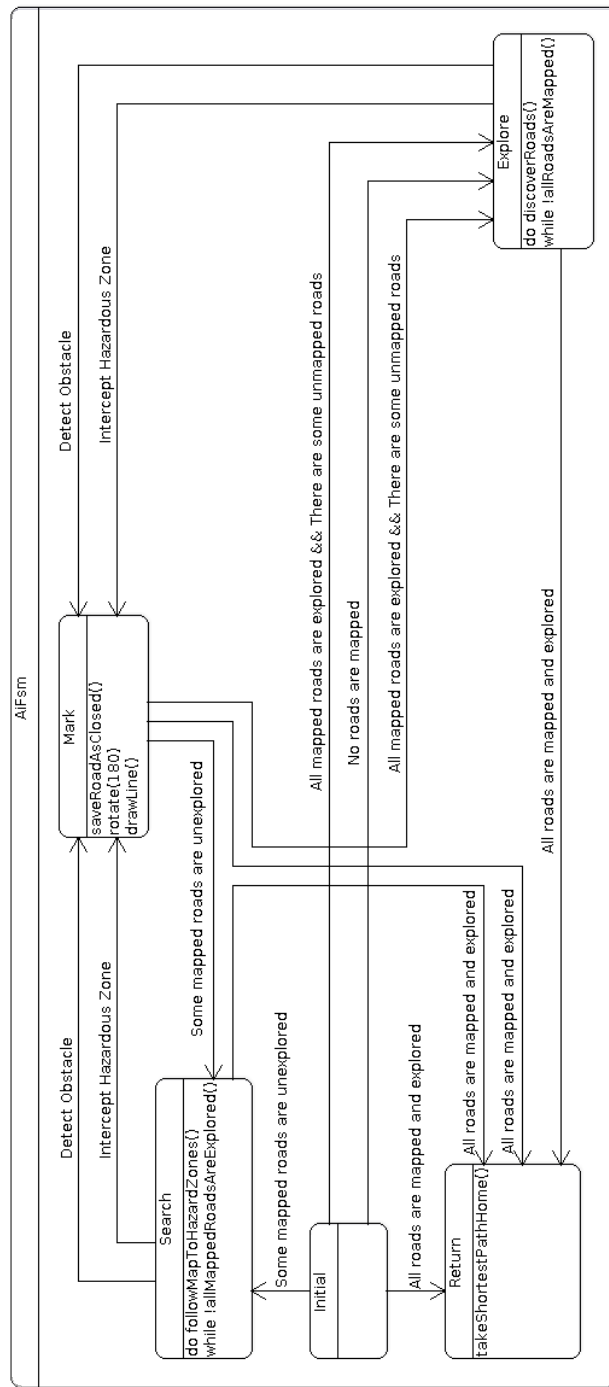 AiFsm
Detect Obstacle
Intercept Hazardous Zone
Detect Obstacle
Intercept Hazardous Zone
Mark
saveRoadAsClosed()
rotate(180)
drawLine()
Search
do followMapToHazardZones()
while !allMappedRoadsAreExplored()
Some mapped roads are unexplored
Some mapped roads are unexplored
Initial
All mapped roads are explored && There are some unmapped roads
No roads are mapped
All mapped roads are explored && There are some unmapped roads
All roads are mapped and explored
Return
takeShortestPathHome()
All roads are mapped and explored
All roads are mapped and explored
All roads are mapped and explored
Explore
do discoverRoads()
while !allRoadsAreMapped()